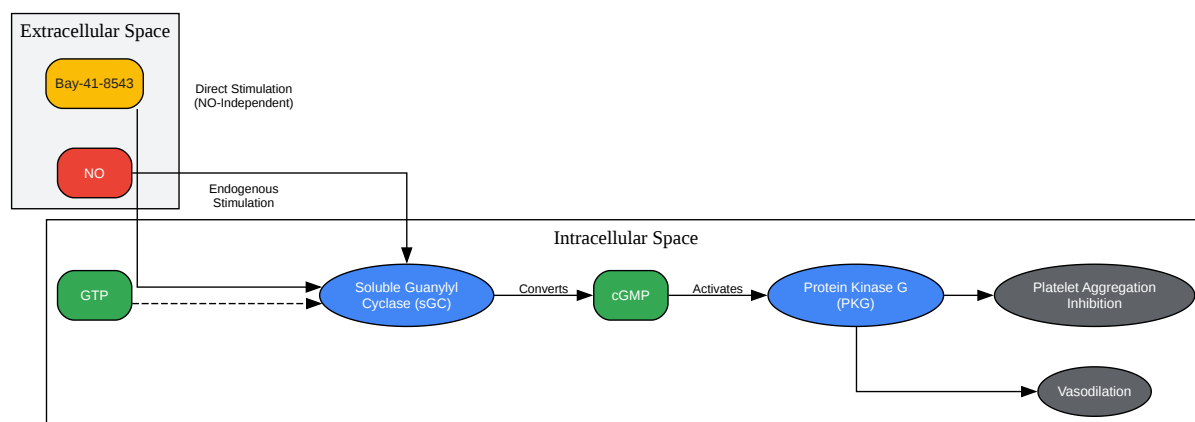 Extracellular Space
Bay-41-8543
Direct Stimulation
(NO-Independent)
NO
Endogenous
Stimulation
Intracellular Space
GTP
Soluble Guanylyl
Cyclase (sGC)
Converts
cGMP
Activates
Protein Kinase G
(PKG)
Platelet Aggregation
Inhibition
Vasodilation